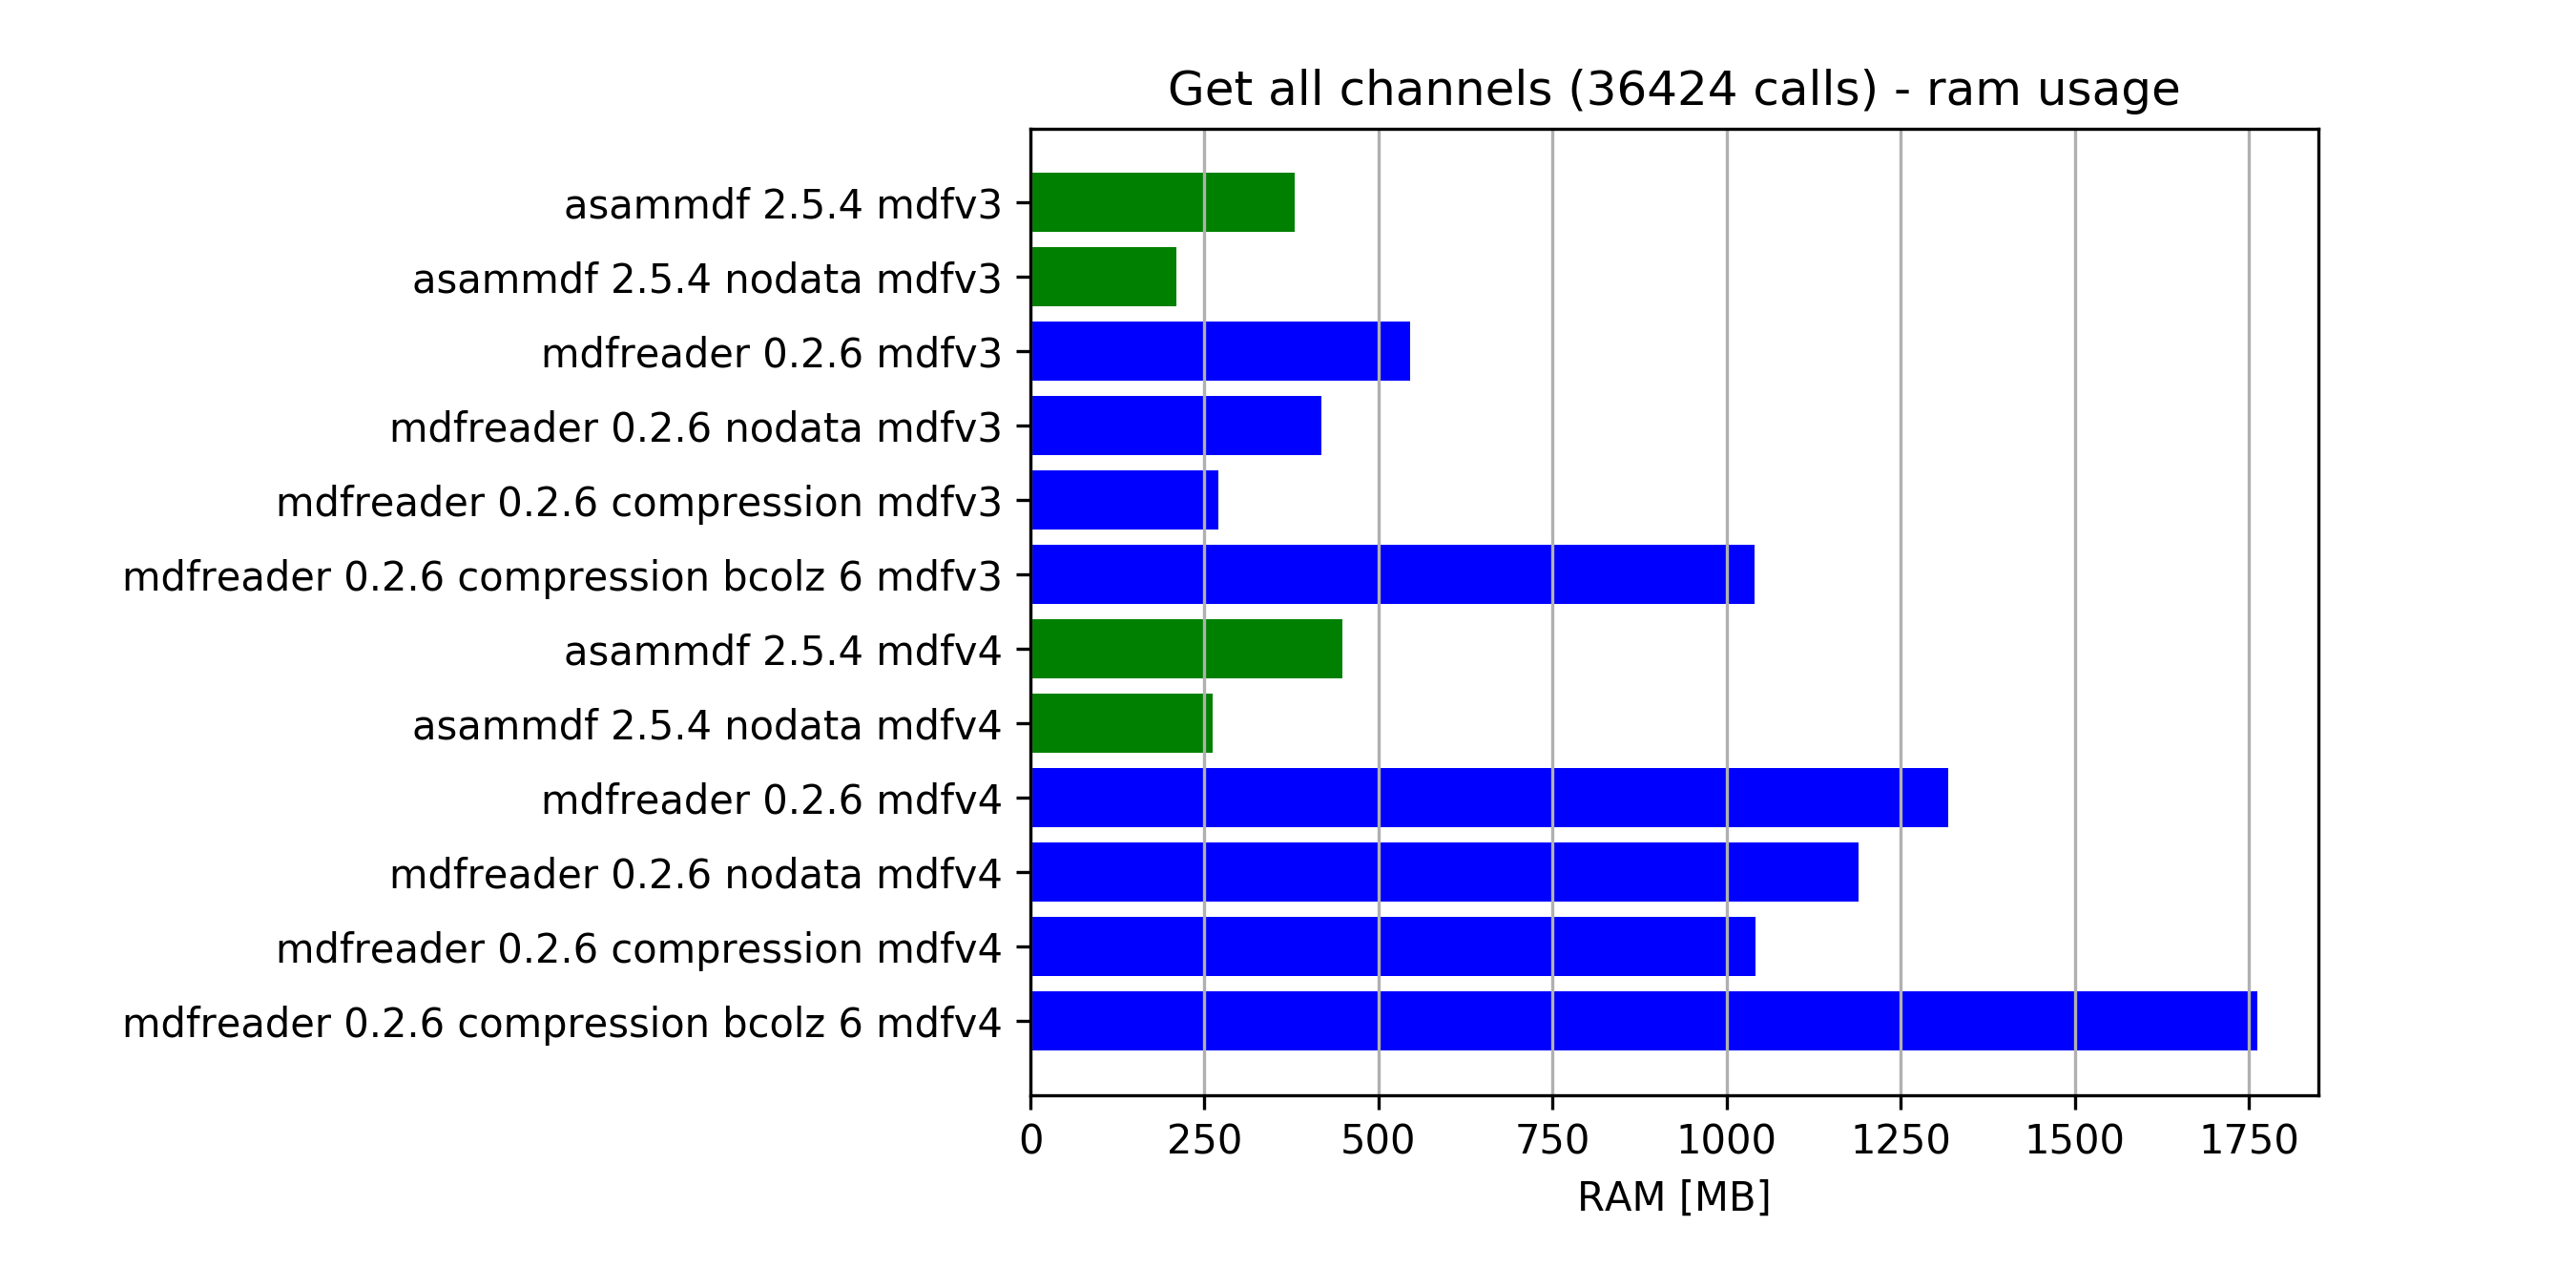 Get all channels (36424 calls) - ram usage
asammdf 2.5.4 mdfv3
asammdf 2.5.4 nodata mdfv3
mdfreader 0.2.6 mdfv3
mdfreader 0.2.6 nodata mdfv3
mdfreader 0.2.6 compression mdfv3
mdfreader 0.2.6 compression bcolz 6 mdfv3
asammdf 2.5.4 mdfv4
asammdf 2.5.4 nodata mdfv4
mdfreader 0.2.6 mdfv4
mdfreader 0.2.6 nodata mdfv4
mdfreader 0.2.6 compression mdfv4
mdfreader 0.2.6 compression bcolz 6 mdfv4
0 250 500 750 1000 1250 1500 1750
RAM [MB]